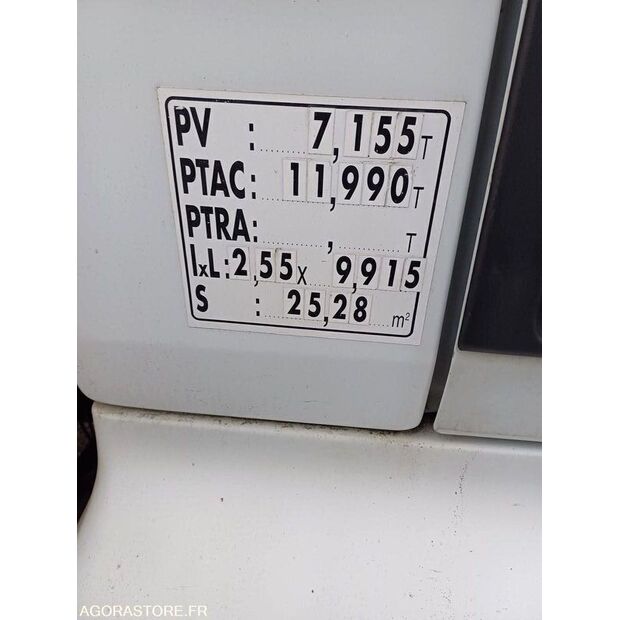 PV : 7,155 T
PTAC: 11,990 T
PTRA: , T
lxL: 2,55 x 9,915
S : 25,28 m²
AGORASTORE.FR